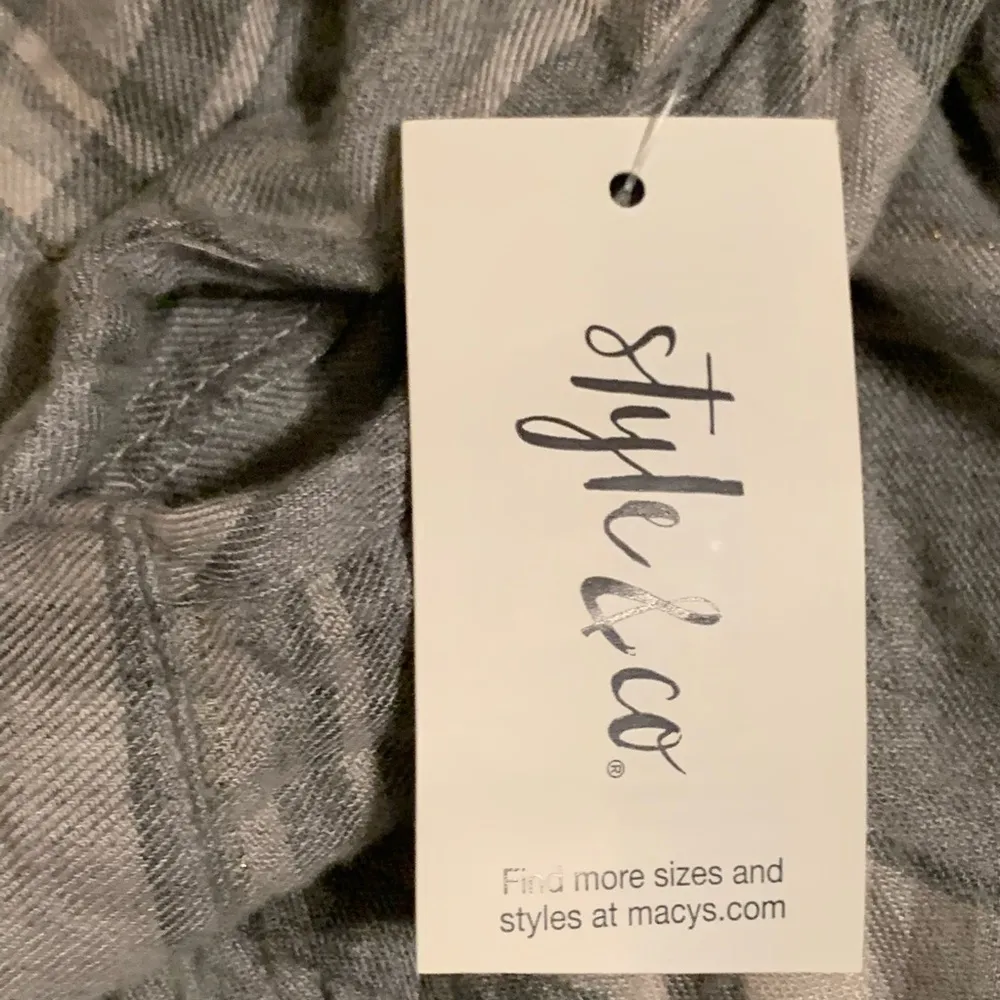 style & co®
Find more sizes and
styles at macys.com